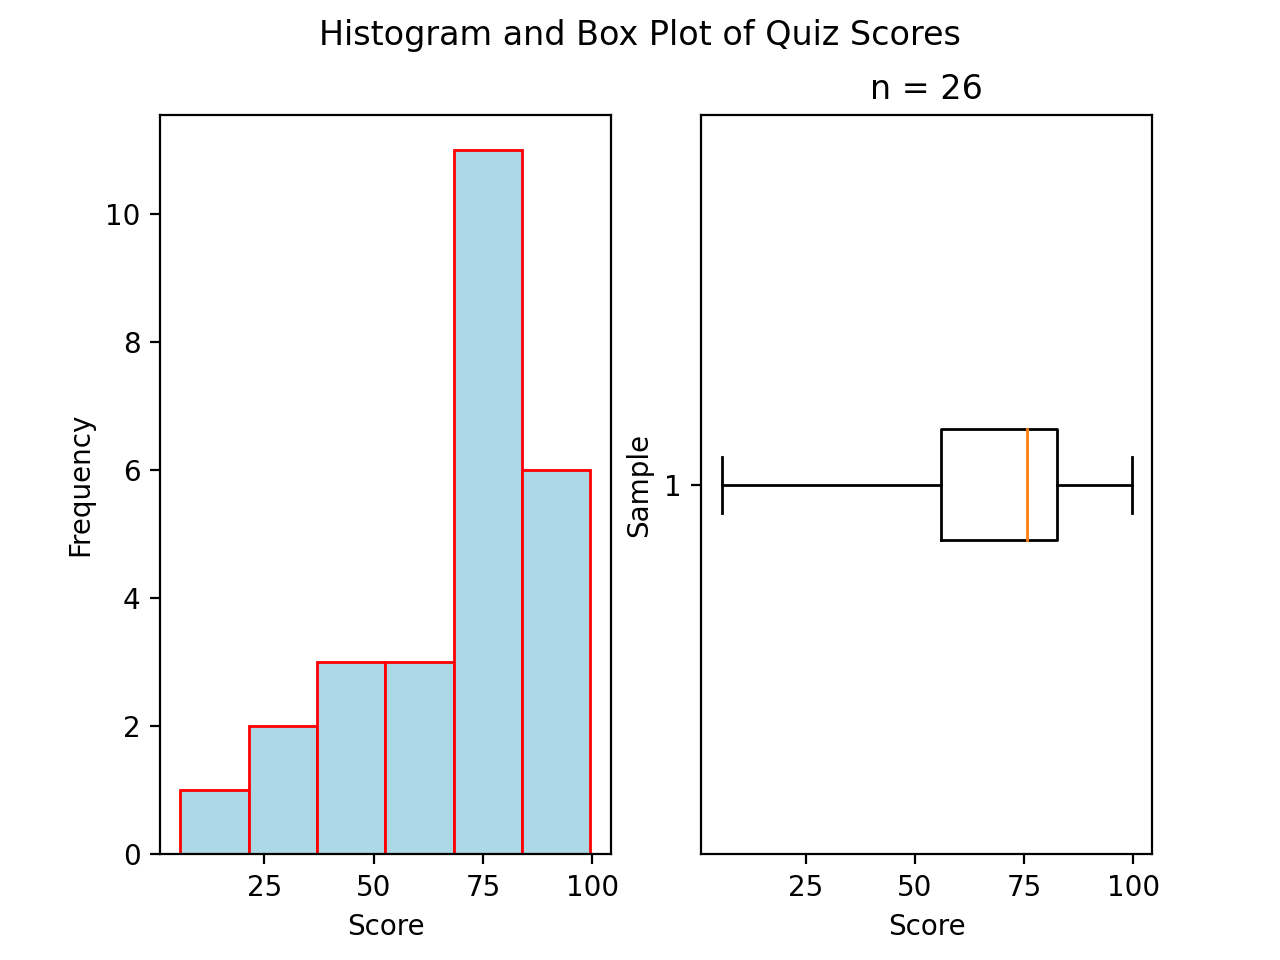 Histogram and Box Plot of Quiz Scores
Frequency
10
8
6
4
2
0
25 50 75 100
Score
n = 26
Sample
1
25 50 75 100
Score